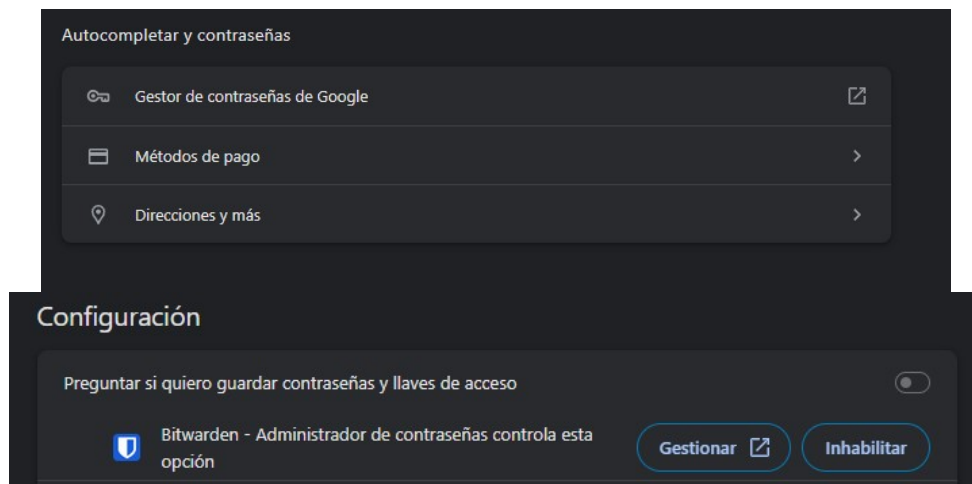 Autocompletar y contraseñas
Gestor de contraseñas de Google
Métodos de pago
Direcciones y más
Configuración
Preguntar si quiero guardar contraseñas y llaves de acceso
Bitwarden - Administrador de contraseñas controla esta
opción
Gestionar
Inhabilitar